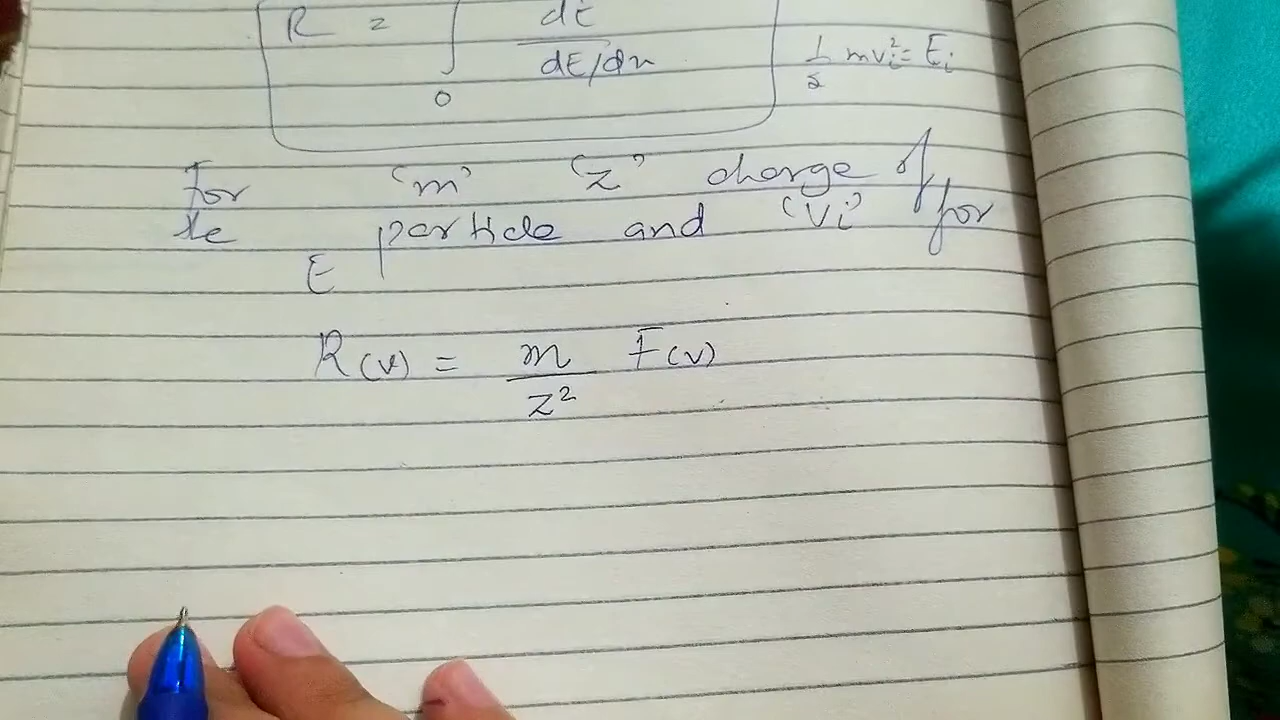 R = ∫ dE
0 dE/dx
1/2 mvi² = Ei
For 'm' 'z' charge of
the particle and 'Vi' for
E
R(v) = m/z² F(v)